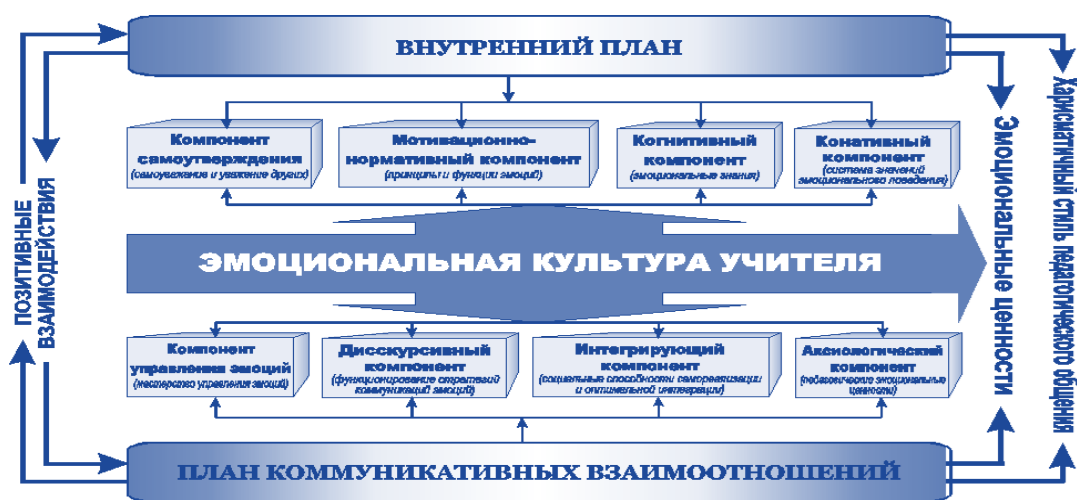 ВНУТРЕННИЙ ПЛАН
Компонент
самоутверждения
(самоуважение и уважение других)
Мотивационно-
нормативный компонент
(принципы и функции эмоций)
Когнитивный
компонент
(эмоциональные знания)
Конативный
компонент
(система значений
эмоционального поведения)
ПОЗИТИВНЫЕ
ВЗАИМОДЕЙСТВИЯ
ЭМОЦИОНАЛЬНАЯ КУЛЬТУРА УЧИТЕЛЯ
Эмоциональные ценности
Харисматичный стиль педагогического общения
Компонент
управления эмоций
(мастерство управления эмоций)
Дисскурсивный
компонент
(функционирование стратегий
коммуникаций эмоций)
Интегрирующий
компонент
(социальные способности самореализации
и оптимальной интеграции)
Аксиологический
компонент
(педагогические эмоциональные
ценности)
ПЛАН КОММУНИКАТИВНЫХ ВЗАИМООТНОШЕНИЙ